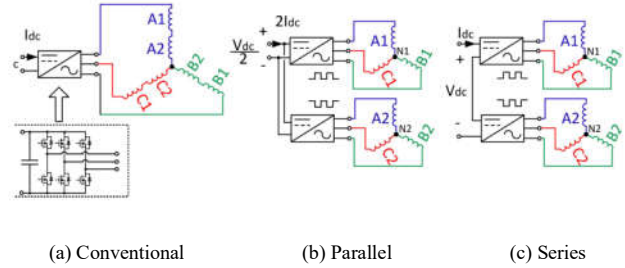 Idc
c
A1
A2
B2
B1
C2
C1
(a) Conventional
+ 2Idc
Vdc
2
-
A1
N1
B1
C1
A2
N2
B2
C2
(b) Parallel
Idc
+
Vdc
-
A1
N1
B1
C1
A2
N2
B2
C2
(c) Series